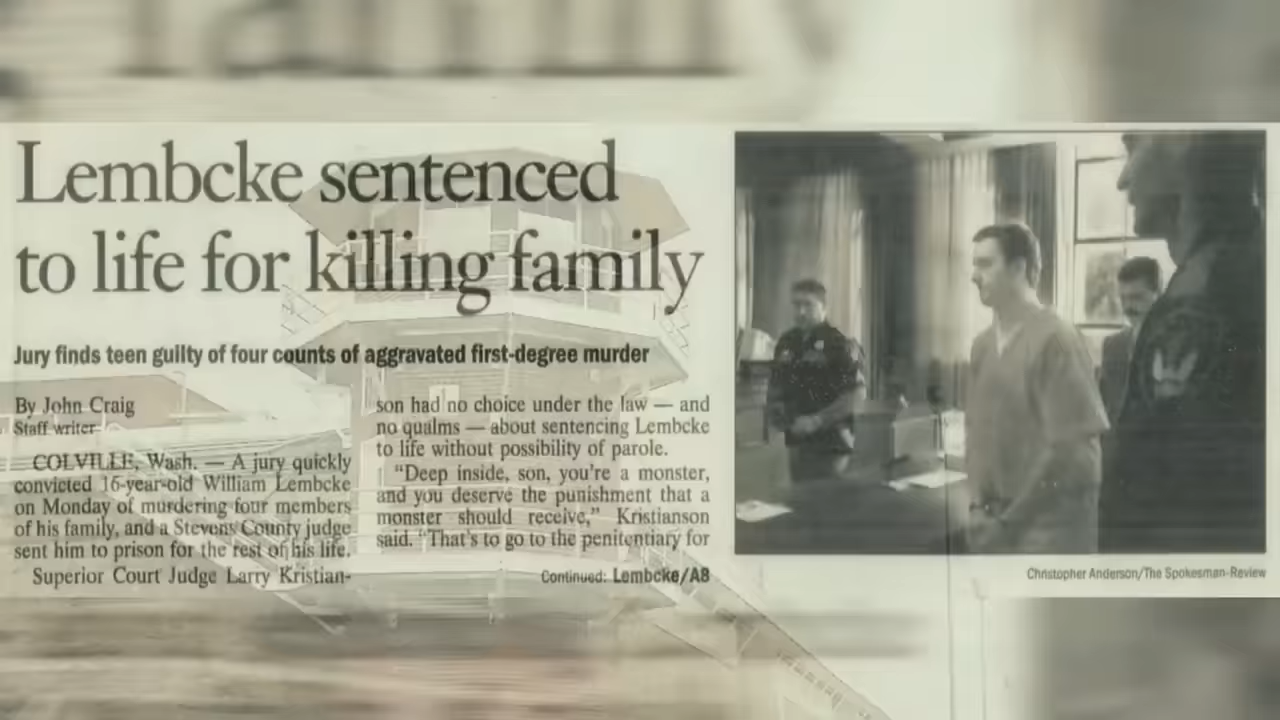 family
Lembcke sentenced
to life for killing family
Jury finds teen guilty of four counts of aggravated first-degree murder
By John Craig
Staff writer
COLVILLE, Wash. — A jury quickly
convicted 16-year-old William Lembcke
on Monday of murdering four members
of his family, and a Stevens County judge
sent him to prison for the rest of his life.
Superior Court Judge Larry Kristian-
son had no choice under the law — and
no qualms — about sentencing Lembcke
to life without possibility of parole.
“Deep inside, son, you're a monster,
and you deserve the punishment that a
monster should receive,” Kristianson
said. “That's to go to the penitentiary for
Continued: Lembcke/A8
Christopher Anderson/The Spokesman-Review